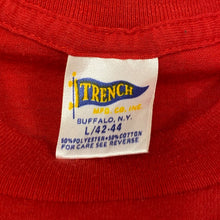 TRENCH
MFG. CO. INC.
BUFFALO, N.Y.
L/42-44
50% POLYESTER • 50% COTTON
FOR CARE SEE REVERSE